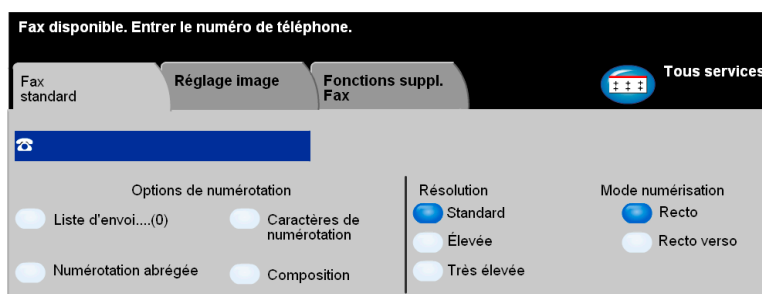 Fax disponible. Entrer le numéro de téléphone.
Fax
standard
Réglage image
Fonctions suppl.
Fax
Tous services
Options de numérotation
Liste d'envoi....(0)
Caractères de
numérotation
Numérotation abrégée
Composition
Résolution
Standard
Élevée
Très élevée
Mode numérisation
Recto
Recto verso